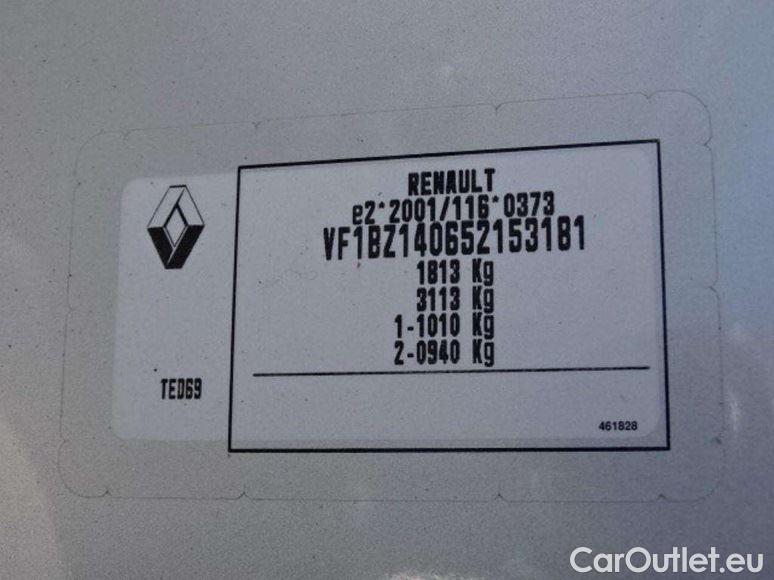 RENAULT
e2*2001/116*0373
VF1BZ140652153181
1813 Kg
3113 Kg
1-1010 Kg
2-0940 Kg
TED69
461828
CarOutlet.eu